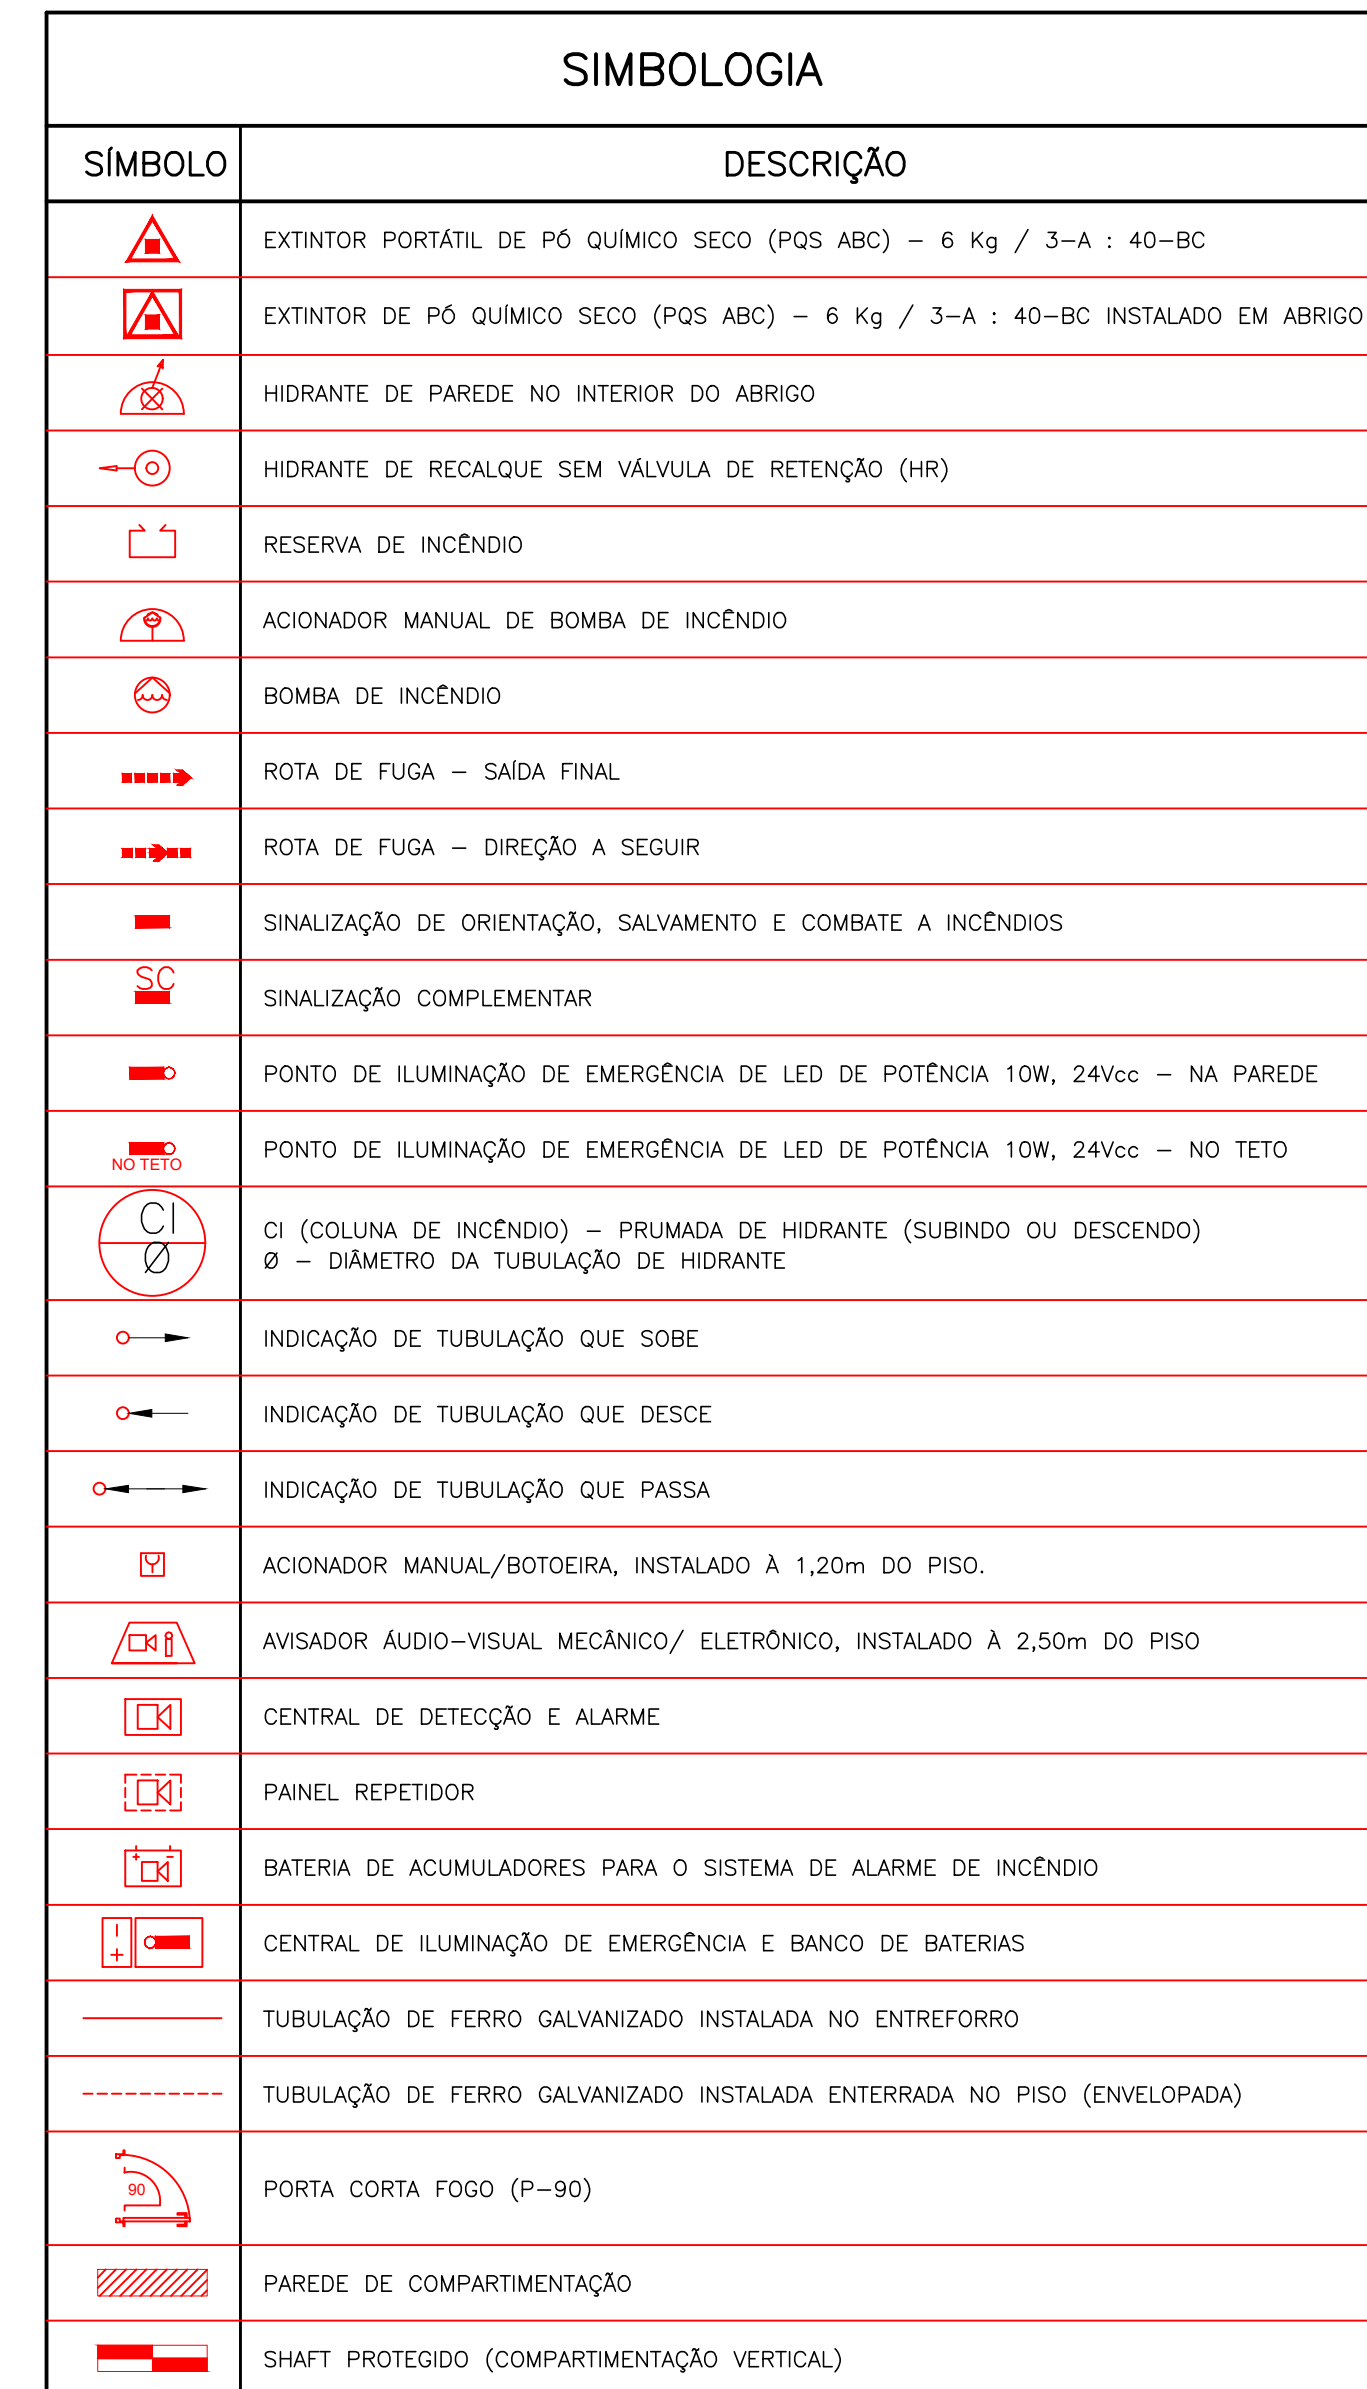 SIMBOLOGIA
SÍMBOLO
DESCRIÇÃO
EXTINTOR PORTÁTIL DE PÓ QUÍMICO SECO (PQS ABC) – 6 Kg / 3–A : 40–BC
EXTINTOR DE PÓ QUÍMICO SECO (PQS ABC) – 6 Kg / 3–A : 40–BC INSTALADO EM ABRIGO
HIDRANTE DE PAREDE NO INTERIOR DO ABRIGO
HIDRANTE DE RECALQUE SEM VÁLVULA DE RETENÇÃO (HR)
RESERVA DE INCÊNDIO
ACIONADOR MANUAL DE BOMBA DE INCÊNDIO
BOMBA DE INCÊNDIO
ROTA DE FUGA – SAÍDA FINAL
ROTA DE FUGA – DIREÇÃO A SEGUIR
SINALIZAÇÃO DE ORIENTAÇÃO, SALVAMENTO E COMBATE A INCÊNDIOS
SC
SINALIZAÇÃO COMPLEMENTAR
PONTO DE ILUMINAÇÃO DE EMERGÊNCIA DE LED DE POTÊNCIA 10W, 24Vcc – NA PAREDE
NO TETO
PONTO DE ILUMINAÇÃO DE EMERGÊNCIA DE LED DE POTÊNCIA 10W, 24Vcc – NO TETO
CI
Ø
CI (COLUNA DE INCÊNDIO) – PRUMADA DE HIDRANTE (SUBINDO OU DESCENDO)
Ø – DIÂMETRO DA TUBULAÇÃO DE HIDRANTE
INDICAÇÃO DE TUBULAÇÃO QUE SOBE
INDICAÇÃO DE TUBULAÇÃO QUE DESCE
INDICAÇÃO DE TUBULAÇÃO QUE PASSA
ACIONADOR MANUAL/BOTOEIRA, INSTALADO À 1,20m DO PISO.
AVISADOR ÁUDIO–VISUAL MECÂNICO/ ELETRÔNICO, INSTALADO À 2,50m DO PISO
CENTRAL DE DETECÇÃO E ALARME
PAINEL REPETIDOR
BATERIA DE ACUMULADORES PARA O SISTEMA DE ALARME DE INCÊNDIO
CENTRAL DE ILUMINAÇÃO DE EMERGÊNCIA E BANCO DE BATERIAS
TUBULAÇÃO DE FERRO GALVANIZADO INSTALADA NO ENTREFORRO
TUBULAÇÃO DE FERRO GALVANIZADO INSTALADA ENTERRADA NO PISO (ENVELOPADA)
90
PORTA CORTA FOGO (P–90)
PAREDE DE COMPARTIMENTAÇÃO
SHAFT PROTEGIDO (COMPARTIMENTAÇÃO VERTICAL)